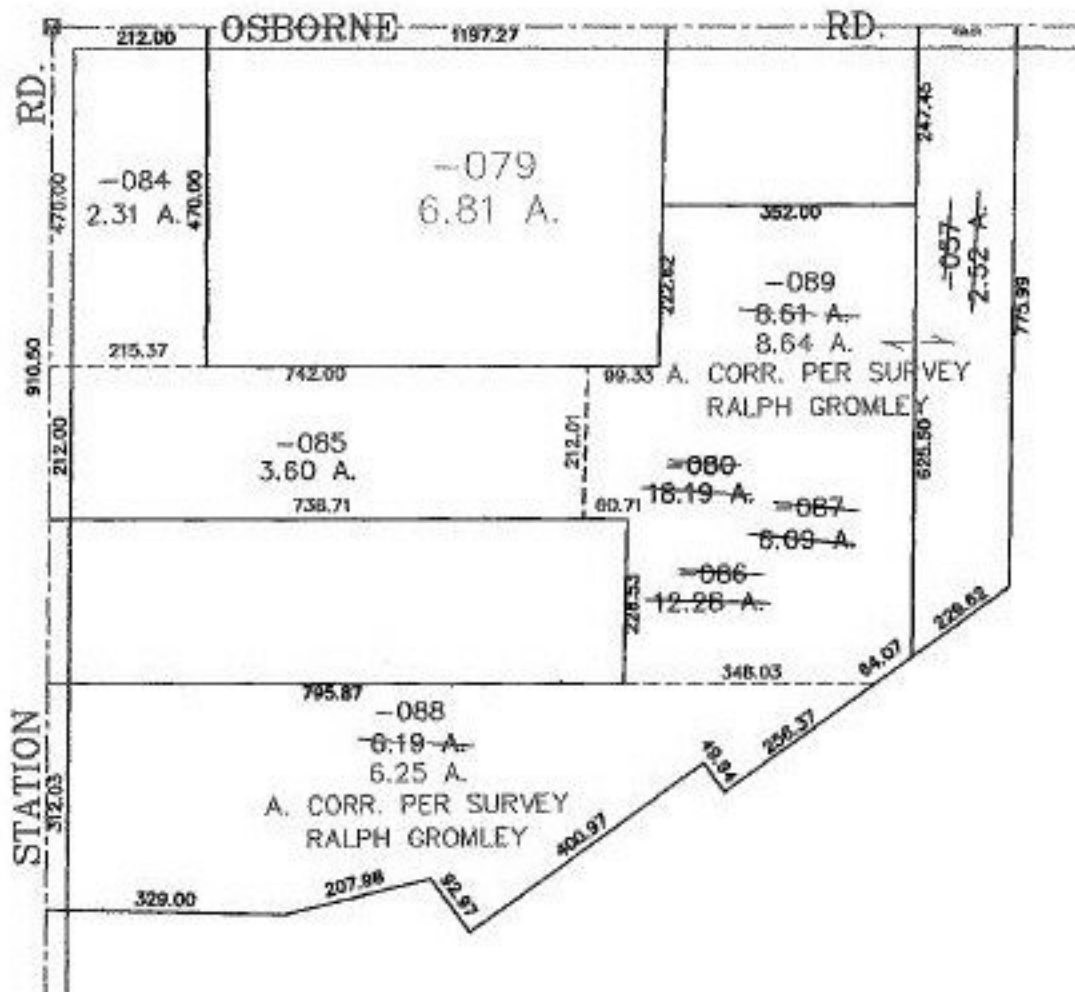 212.00
OSBORNE
1197.27
RD.
RD.
-084
2.31 A.
470.00
470.00
-079
6.81 A.
247.45
352.00
-057
2.52 A.
775.99
222.62
-089
8.61 A.
8.64 A.
A. CORR. PER SURVEY
RALPH GROMLEY
215.37
742.00
99.33
910.50
212.00
-085
3.60 A.
212.01
738.71
60.71
625.50
-080
18.19 A.
-087
6.09 A.
-086
12.28 A.
228.53
229.62
64.07
348.03
795.87
-088
6.19 A.
6.25 A.
A. CORR. PER SURVEY
RALPH GROMLEY
256.37
49.84
400.97
STATION
312.03
329.00
207.98
92.97